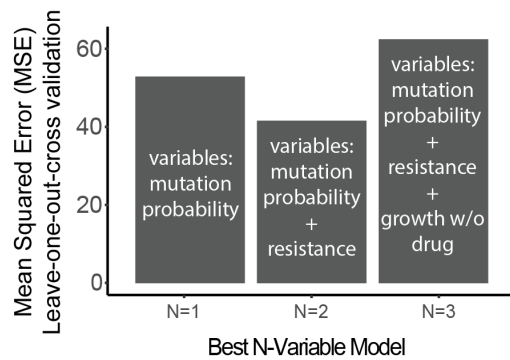 Mean Squared Error (MSE)
Leave-one-out-cross validation
60
40
20
0
variables:
mutation
probability
variables:
mutation
probability
+
resistance
variables:
mutation
probability
+
resistance
+
growth w/o
drug
N=1
N=2
N=3
Best N-Variable Model